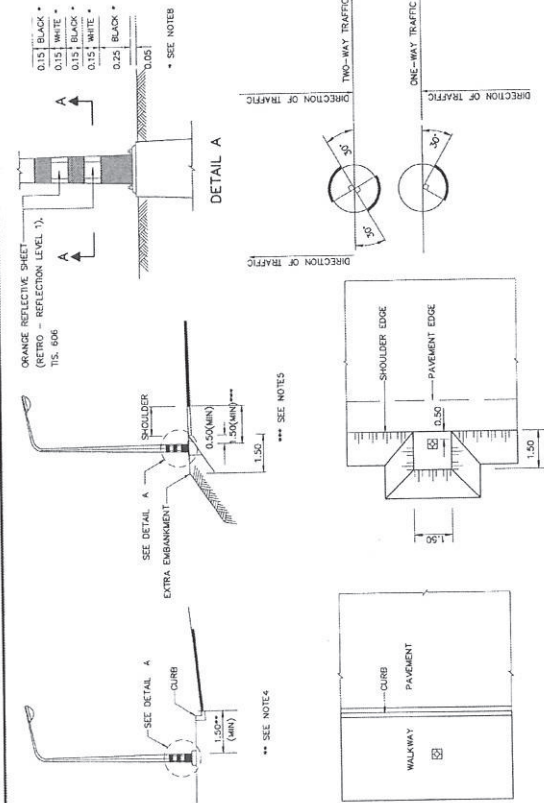 ORANGE REFLECTIVE SHEET
(RETRO - REFLECTION LEVEL 1),
TIS. 606
A
A
0.15 BLACK *
0.15 WHITE *
0.15 BLACK *
0.15 WHITE *
0.25 BLACK *
0.05
* SEE NOTE8
DETAIL A
SEE DETAIL A
CURB
1.50**
(MIN)
** SEE NOTE4
SEE DETAIL A
EXTRA EMBANKMENT
SHOULDER
0.50(MIN)
1.50(MIN)***
1.50
*** SEE NOTE5
WALKWAY
CURB
PAVEMENT
SHOULDER EDGE
PAVEMENT EDGE
0.50
1.50
1.50
DIRECTION OF TRAFFIC
30°
30°
TWO-WAY TRAFFIC
DIRECTION OF TRAFFIC
30°
ONE-WAY TRAFFIC
DIRECTION OF TRAFFIC